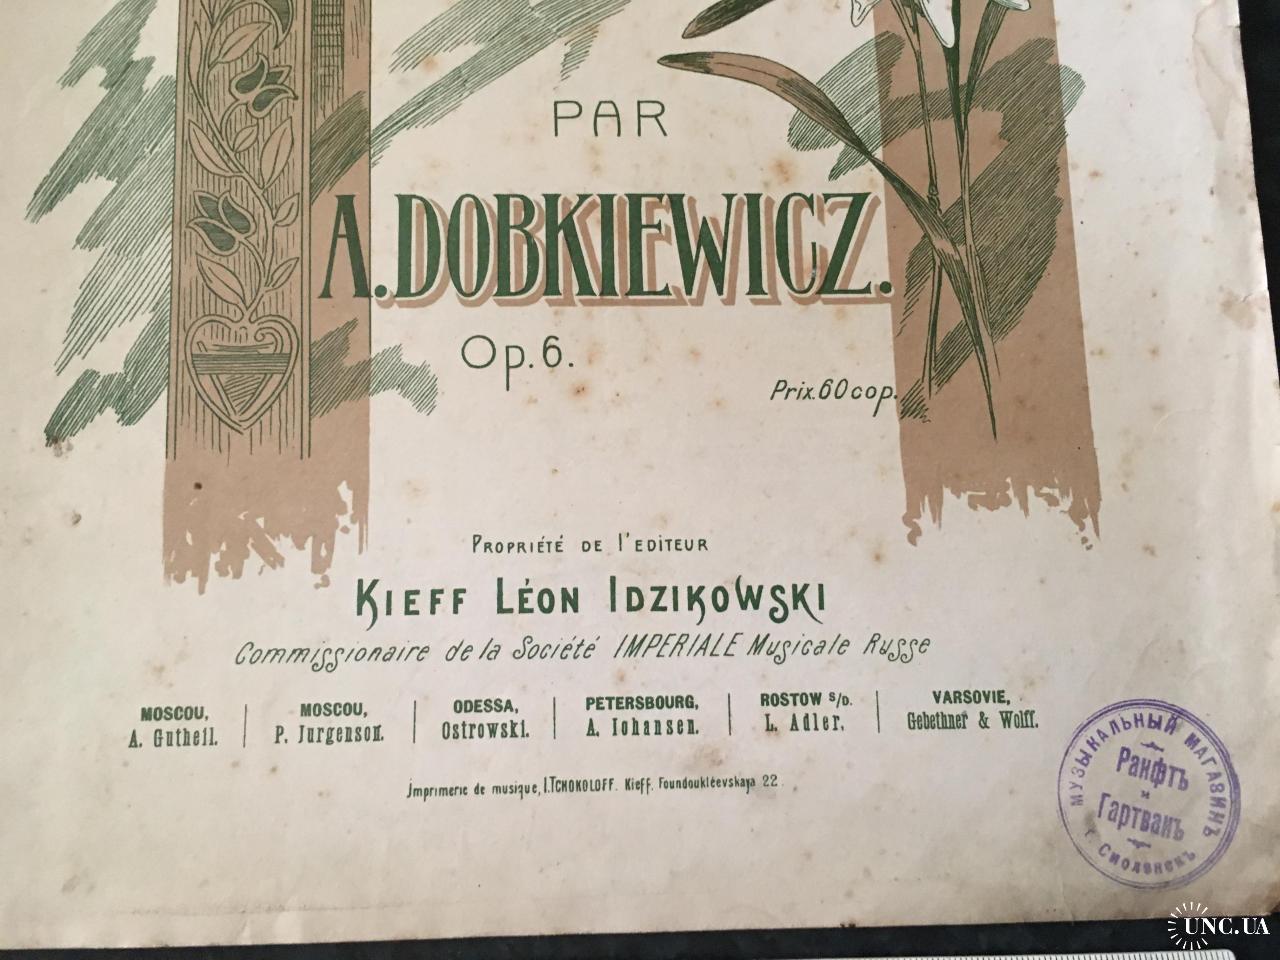 PAR
A. DOBKIEWICZ.
Op. 6.
Prix. 60 cop.
PROPRIÉTÉ DE L'EDITEUR
KIEFF LÉON IDZIKOWSKI
Commissionaire de la Société IMPERIALE Musicale Russe
MOSCOU,
A. Gutheil.
MOSCOU,
P. Jurgenson.
ODESSA,
Ostrowski.
PETERSBOURG,
A. Iohansen.
ROSTOW S/D.
L. Adler,
VARSOVIE,
Gebethner & Wolff.
Imprimerie de musique, I. TCHOKOLOFF. Kieff. Foundoukléevskaya 22
МУЗЫКАЛЬНЫЙ МАГАЗИНЪ
Раифтъ
и
Гартванъ
г. Смоленскъ
UNC.UA